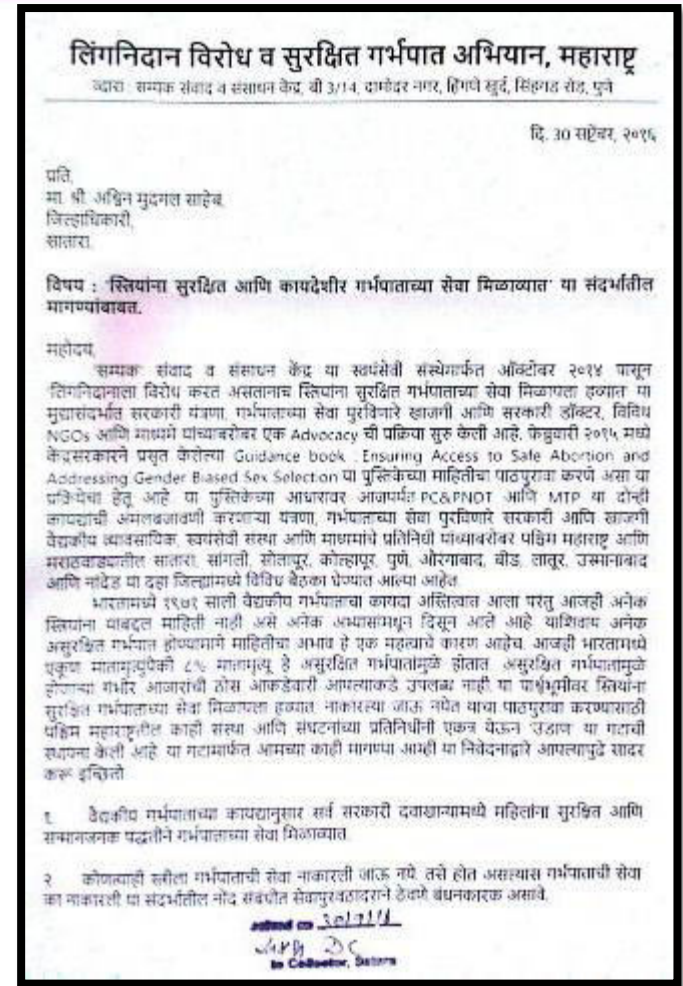 लिंगनिदान विरोध व सुरक्षित गर्भपात अभियान, महाराष्ट्र
व्दारा : सम्यक संवाद व संसाधन केंद्र, बी 3/14, दामोदर नगर, हिंगणे खुर्द, सिंहगड रोड, पुणे
दि. 30 सप्टेंबर, २०१६
प्रति,
मा. श्री. अश्विन मुदगल साहेब,
जिल्हाधिकारी,
सातारा.
विषय : 'स्त्रियांना सुरक्षित आणि कायदेशीर गर्भपाताच्या सेवा मिळाव्यात' या संदर्भातील
मागण्यांबाबत.
महोदय,
'सम्यक' संवाद व संसाधन केंद्र या स्वयंसेवी संस्थेमार्फत ऑक्टोबर २०१४ पासून
'लिंगनिदानाला विरोध करत असतानाच स्त्रियांना सुरक्षित गर्भपाताच्या सेवा मिळायला हव्यात' या
मुद्यासंदर्भात सरकारी यंत्रणा, गर्भपाताच्या सेवा पुरविणारे खाजगी आणि सरकारी डॉक्टर, विविध
NGOs आणि माध्यमे यांच्याबरोबर एक Advocacy ची प्रक्रिया सुरु केली आहे. फेब्रुवारी २०१५ मध्ये
केंद्रसरकारने प्रसृत केलेल्या Guidance book : Ensuring Access to Safe Abortion and
Addressing Gender Biased Sex Selection या पुस्तिकेच्या माहितीचा पाठपुरावा करणे असा या
प्रक्रियेचा हेतू आहे. या पुस्तिकेच्या आधारावर आजपर्यंत PC&PNDT आणि MTP या दोन्ही
कायद्यांची अंमलबजावणी करणाऱ्या यंत्रणा, गर्भपाताच्या सेवा पुरविणारे सरकारी आणि खाजगी
वैद्यकीय व्यावसायिक, स्वयंसेवी संस्था आणि माध्यमांचे प्रतिनिधी यांच्याबरोबर पश्चिम महाराष्ट्र आणि
मराठवाड्यातील सातारा, सांगली, सोलापूर, कोल्हापूर, पुणे, औरंगाबाद, बीड, लातूर, उस्मानाबाद
आणि नांदेड या दहा जिल्ह्यांमध्ये विविध बैठका घेण्यात आल्या आहेत.
भारतामध्ये १९७१ साली वैद्यकीय गर्भपाताचा कायदा अस्तित्वात आला परंतु आजही अनेक
स्त्रियांना याबद्दल माहिती नाही असे अनेक अभ्यासांमधून दिसून आले आहे. याशिवाय अनेक
असुरक्षित गर्भपात होण्यामागे माहितीचा अभाव हे एक महत्वाचे कारण आहेच. आजही भारतामध्ये
एकूण मातामृत्युंपैकी ८% मातामृत्यू हे असुरक्षित गर्भपातांमुळे होतात. असुरक्षित गर्भपातामुळे
होणाऱ्या गंभीर आजारांची ठोस आकडेवारी आपल्याकडे उपलब्ध नाही. या पार्श्वभूमीवर स्त्रियांना
सुरक्षित गर्भपाताच्या सेवा मिळायला हव्यात, नाकारल्या जाऊ नयेत याचा पाठपुरावा करण्यासाठी
पश्चिम महाराष्ट्रतील काही संस्था आणि संघटनांच्या प्रतिनिधींनी एकत्र येऊन 'उडाण' या गटाची
स्थापना केली आहे. या गटामार्फत आमच्या काही मागण्या आम्ही या निवेदनाद्वारे आपल्यापुढे सादर
करू इच्छितो.
१. वैद्यकीय गर्भपाताच्या कायद्यानुसार सर्व सरकारी दवाखान्यामध्ये महिलांना सुरक्षित आणि
सन्मानजनक पद्धतीने गर्भपाताच्या सेवा मिळाव्यात.
२. कोणत्याही स्त्रीला गर्भपाताची सेवा नाकारली जाऊ नये. तसे होत असल्यास गर्भपाताची सेवा
का नाकारली या संदर्भातील नोंद संबंधीत सेवापुरवठादाराने ठेवणे बंधनकारक असावे.
on 30/9/16
DC
to Collector, Satara